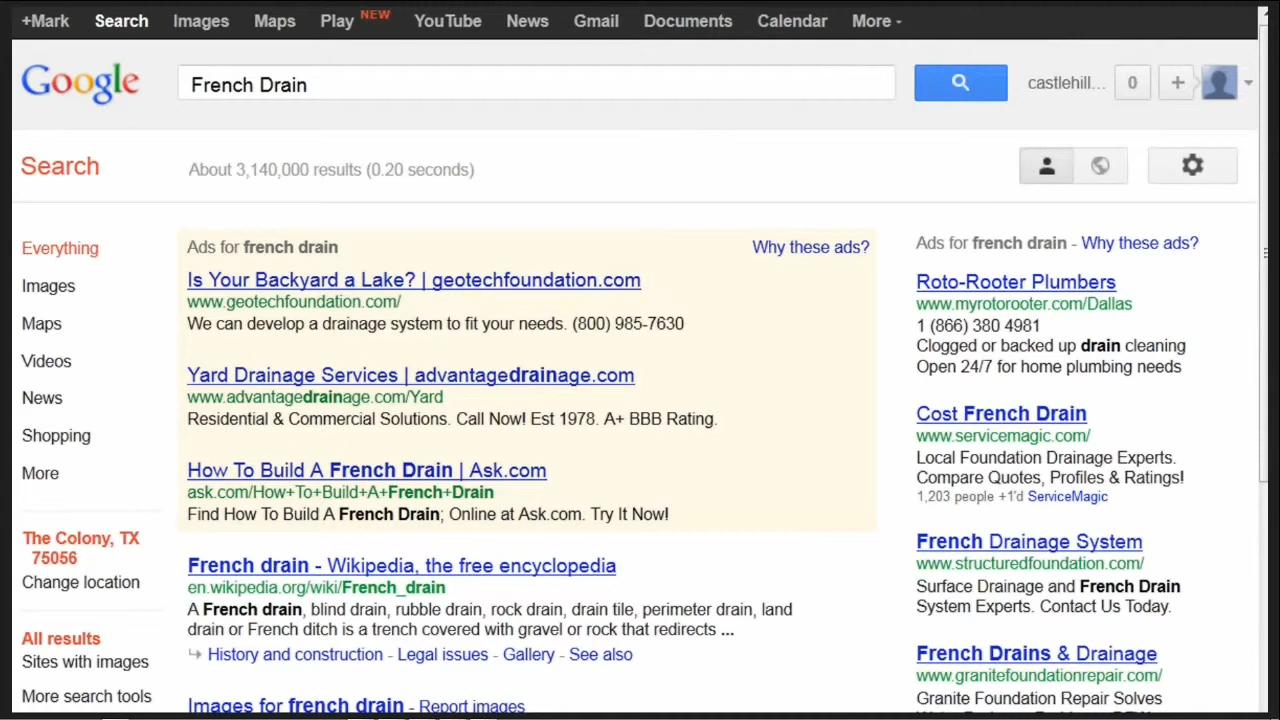 +Mark Search Images Maps Play NEW YouTube News Gmail Documents Calendar More
Google
French Drain
castlehill...
0
+
Search
About 3,140,000 results (0.20 seconds)
Everything
Images
Maps
Videos
News
Shopping
More
The Colony, TX
75056
Change location
All results
Sites with images
More search tools
Ads for french drain
Why these ads?
Is Your Backyard a Lake? | geotechfoundation.com
www.geotechfoundation.com/
We can develop a drainage system to fit your needs. (800) 985-7630
Yard Drainage Services | advantagedrainage.com
www.advantagedrainage.com/Yard
Residential & Commercial Solutions. Call Now! Est 1978. A+ BBB Rating.
How To Build A French Drain | Ask.com
ask.com/How+To+Build+A+French+Drain
Find How To Build A French Drain; Online at Ask.com. Try It Now!
French drain - Wikipedia, the free encyclopedia
en.wikipedia.org/wiki/French_drain
A French drain, blind drain, rubble drain, rock drain, drain tile, perimeter drain, land
drain or French ditch is a trench covered with gravel or rock that redirects ...
History and construction - Legal issues - Gallery - See also
Images for french drain - Report images
Ads for french drain - Why these ads?
Roto-Rooter Plumbers
www.myrotorooter.com/Dallas
1 (866) 380 4981
Clogged or backed up drain cleaning
Open 24/7 for home plumbing needs
Cost French Drain
www.servicemagic.com/
Local Foundation Drainage Experts.
Compare Quotes, Profiles & Ratings!
1,203 people +1'd ServiceMagic
French Drainage System
www.structuredfoundation.com/
Surface Drainage and French Drain
System Experts. Contact Us Today.
French Drains & Drainage
www.granitefoundationrepair.com/
Granite Foundation Repair Solves